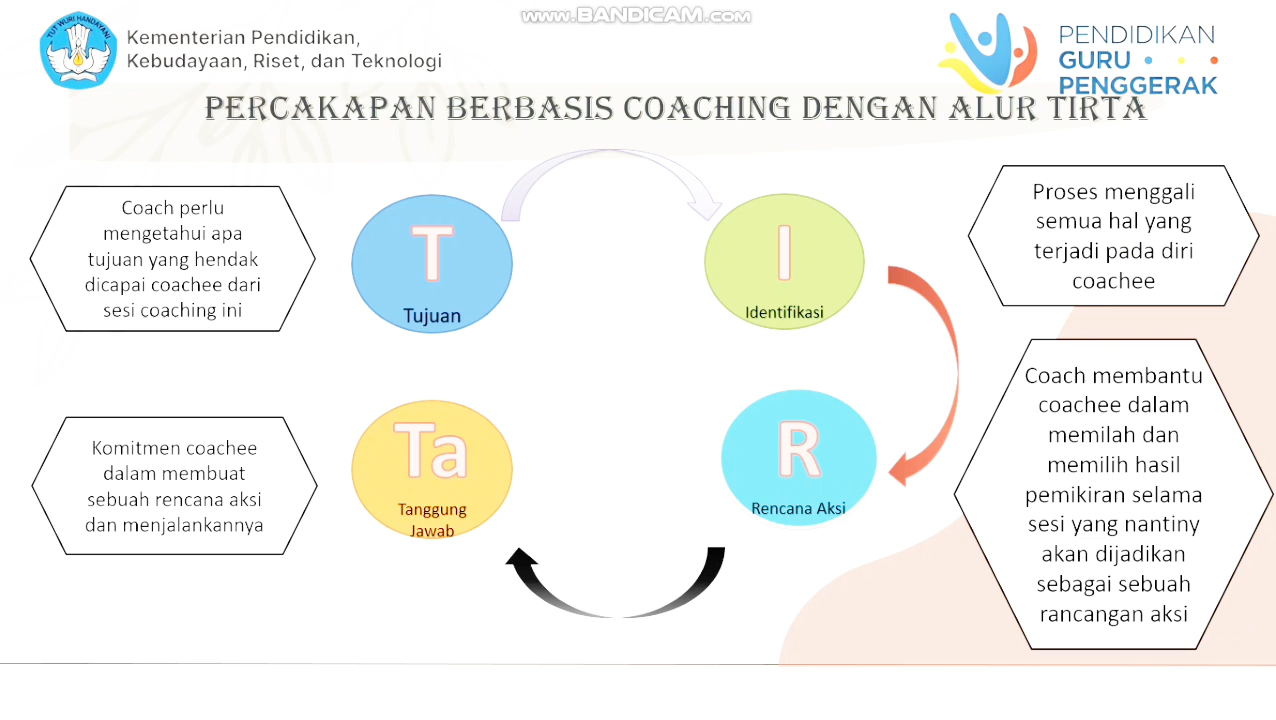 www.BANDICAM.com
TUT WURI HANDAYANI
Kementerian Pendidikan,
Kebudayaan, Riset, dan Teknologi
PENDIDIKAN
GURU
PENGGERAK
PERCAKAPAN BERBASIS COACHING DENGAN ALUR TIRTA
Coach perlu
mengetahui apa
tujuan yang hendak
dicapai coachee dari
sesi coaching ini
T
Tujuan
I
Identifikasi
Proses menggali
semua hal yang
terjadi pada diri
coachee
Komitmen coachee
dalam membuat
sebuah rencana aksi
dan menjalankannya
Ta
Tanggung
Jawab
R
Rencana Aksi
Coach membantu
coachee dalam
memilah dan
memilih hasil
pemikiran selama
sesi yang nantiny
akan dijadikan
sebagai sebuah
rancangan aksi